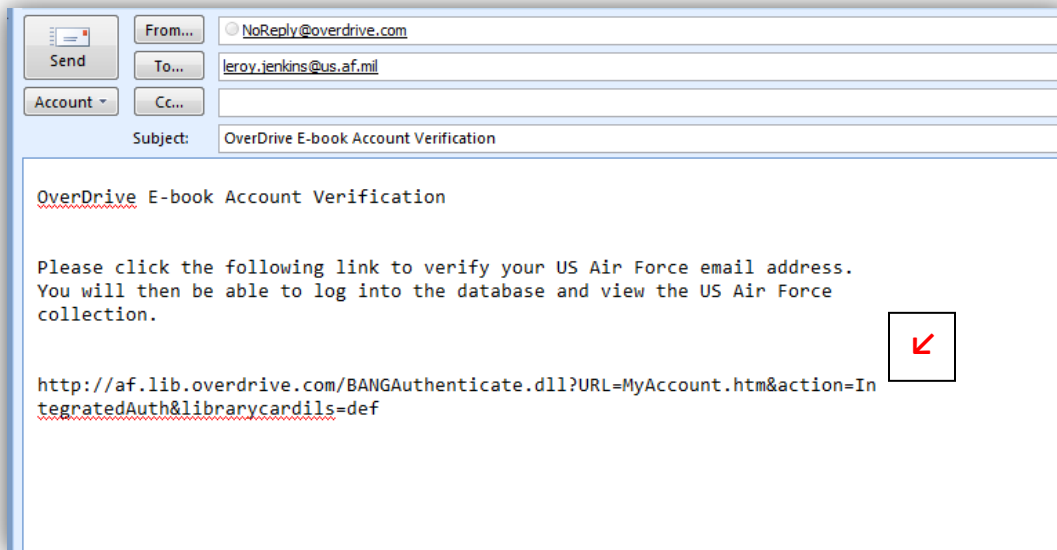 From...
NoReply@overdrive.com
Send
To...
leroy.jenkins@us.af.mil
Account
Cc...
Subject:
OverDrive E-book Account Verification
OverDrive E-book Account Verification
Please click the following link to verify your US Air Force email address.
You will then be able to log into the database and view the US Air Force
collection.
http://af.lib.overdrive.com/BANGAuthenticate.dll?URL=MyAccount.htm&action=In
tegratedAuth&librarycardils=def